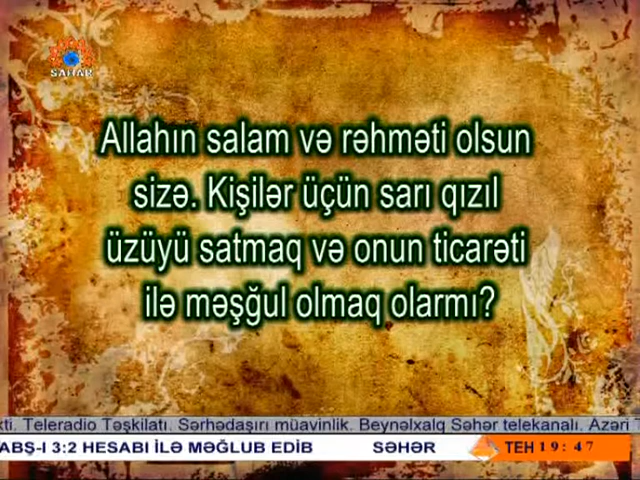 SAHAR
Allahın salam və rəhməti olsun
sizə. Kişilər üçün sarı qızıl
üzüyü satmaq və onun ticarəti
ilə məşğul olmaq olarmı?
kti. Teleradio Təşkilatı. Sərhədaşırı müavinlik. Beynəlxalq Səhər telekanalı. Azəri
ABŞ-I 3:2 HESABI İLƏ MƏĞLUB EDİB SƏHƏR TEH 19:47